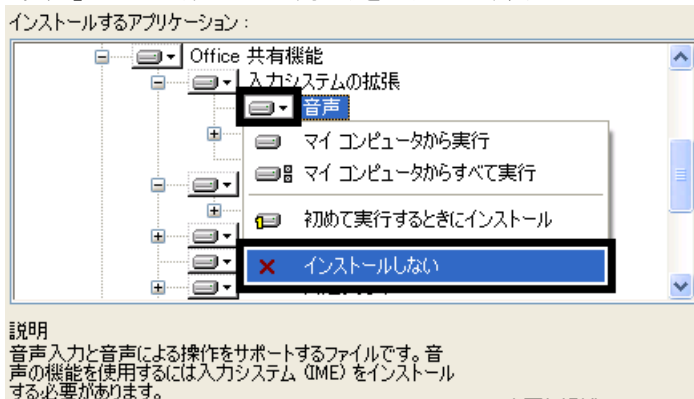 インストールするアプリケーション：
Office 共有機能
入力システムの拡張
音声
マイ コンピュータから実行
マイ コンピュータからすべて実行
初めて実行するときにインストール
インストールしない
説明
音声入力と音声による操作をサポートするファイルです。音
声の機能を使用するには入力システム (IME) をインストール
する必要があります。